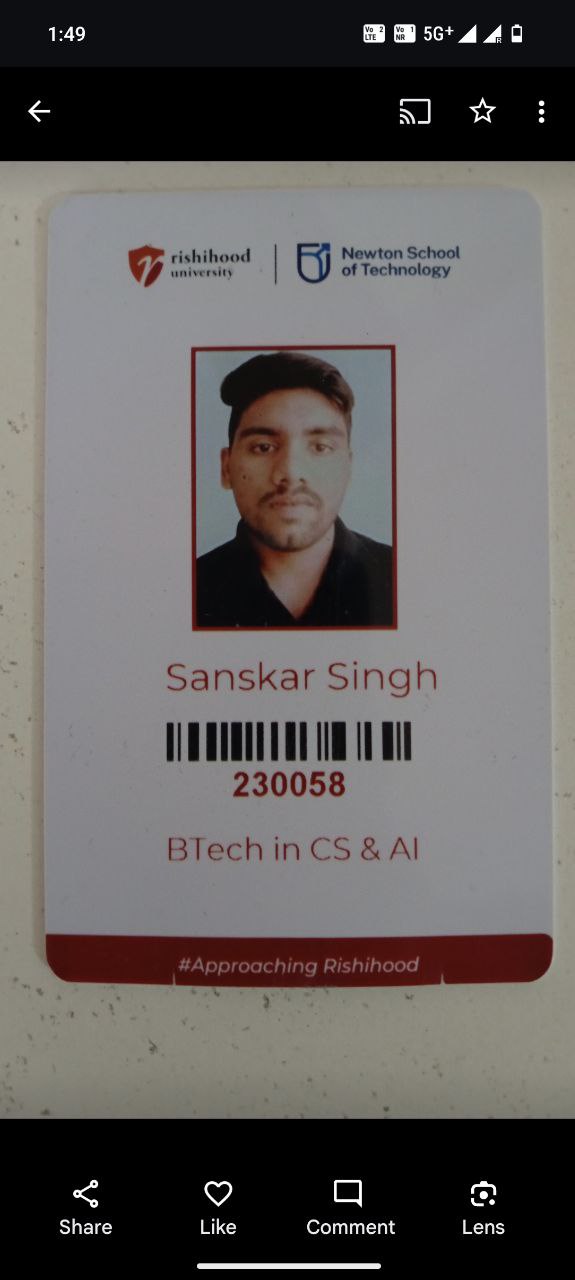 1:49
Vo 2 LTE Vo 1 NR 5G+ R
rishihood
university
Newton School
of Technology
Sanskar Singh
230058
BTech in CS & AI
#Approaching Rishihood
Share Like Comment Lens